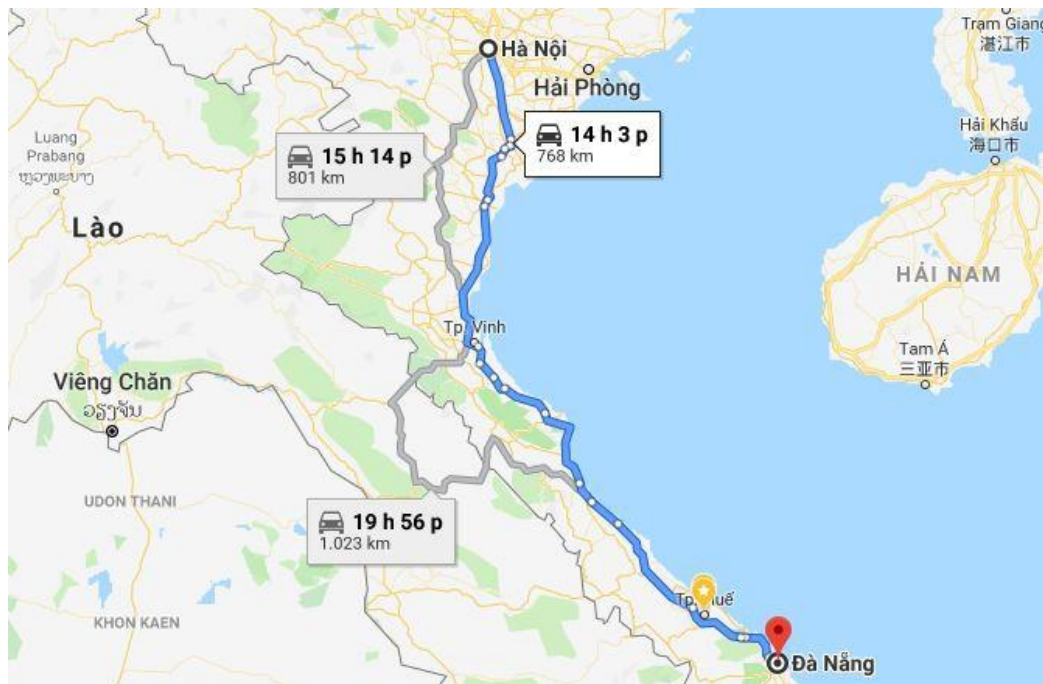 Hà Nội
Hải Phòng
Trạm Giang
湛江市
Luang
Prabang
ຫຼວງພະບາງ
15 h 14 p
801 km
14 h 3 p
768 km
Hải Khẩu
海口市
Lào
HẢI NAM
Tp. Vinh
Tam Á
三亚市
Viêng Chăn
ວຽງຈັນ
UDON THANI
19 h 56 p
1.023 km
KHON KAEN
Tp. Huế
Đà Nẵng